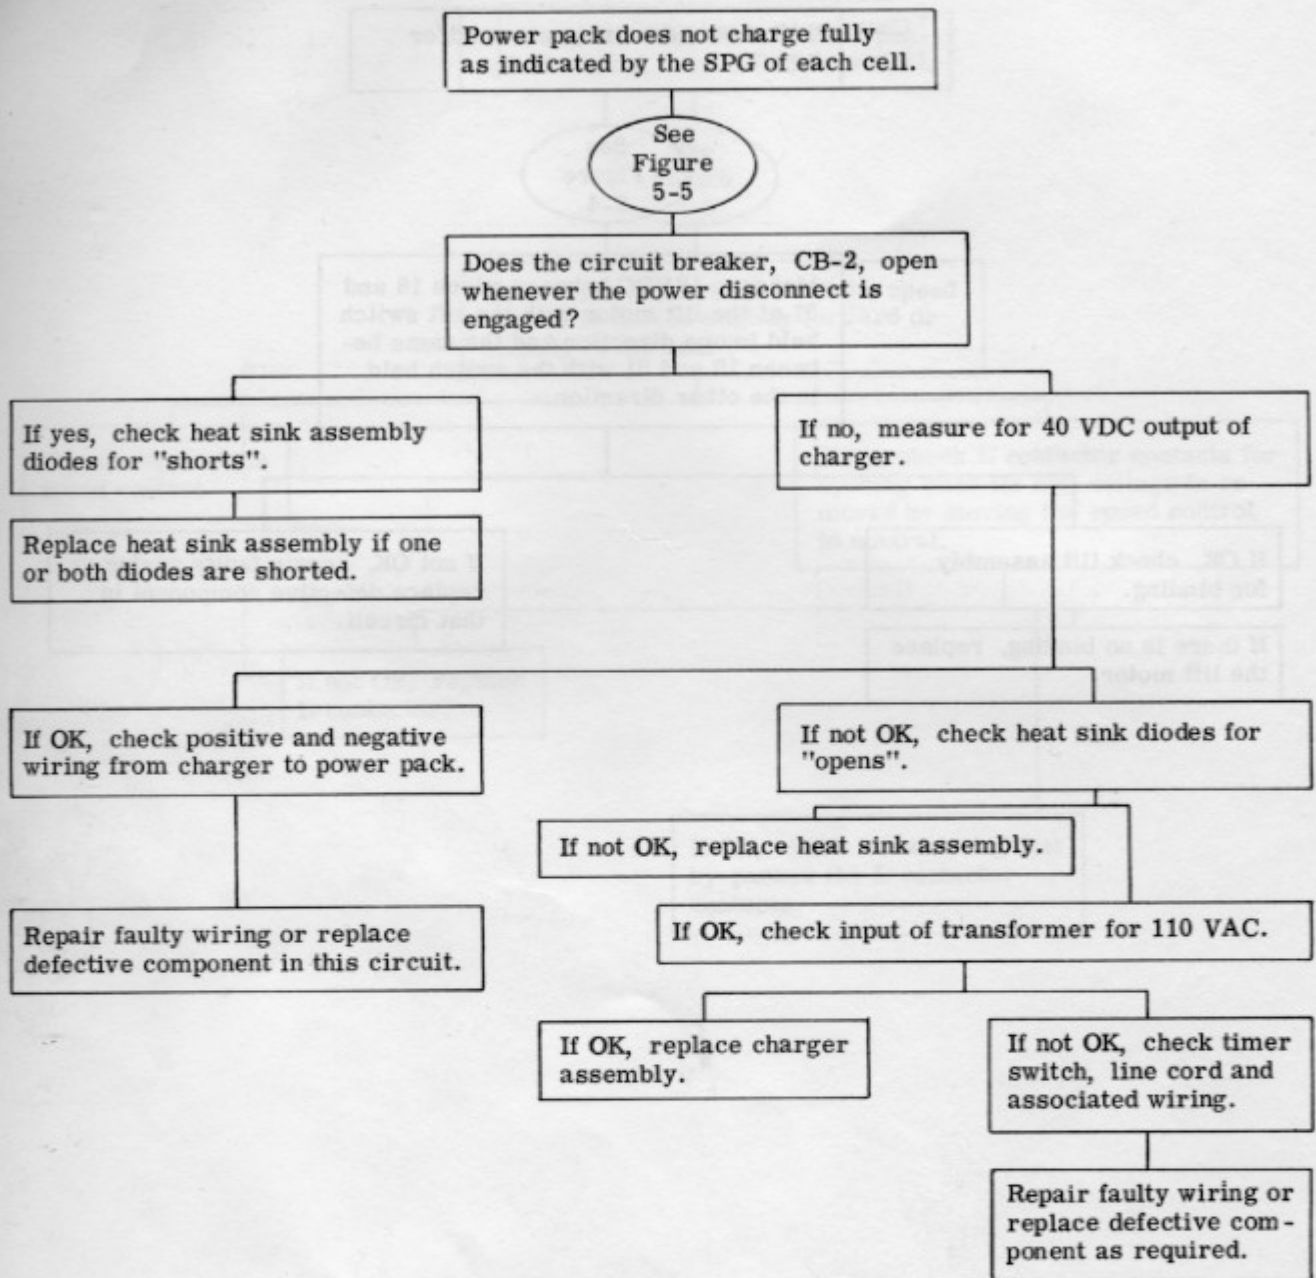 Power pack does not charge fully
as indicated by the SPG of each cell.
See
Figure
5-5
Does the circuit breaker, CB-2, open
whenever the power disconnect is
engaged?
If yes, check heat sink assembly
diodes for "shorts".
If no, measure for 40 VDC output of
charger.
Replace heat sink assembly if one
or both diodes are shorted.
If OK, check positive and negative
wiring from charger to power pack.
If not OK, check heat sink diodes for
"opens".
If not OK, replace heat sink assembly.
Repair faulty wiring or replace
defective component in this circuit.
If OK, check input of transformer for 110 VAC.
If OK, replace charger
assembly.
If not OK, check timer
switch, line cord and
associated wiring.
Repair faulty wiring or
replace defective com-
ponent as required.